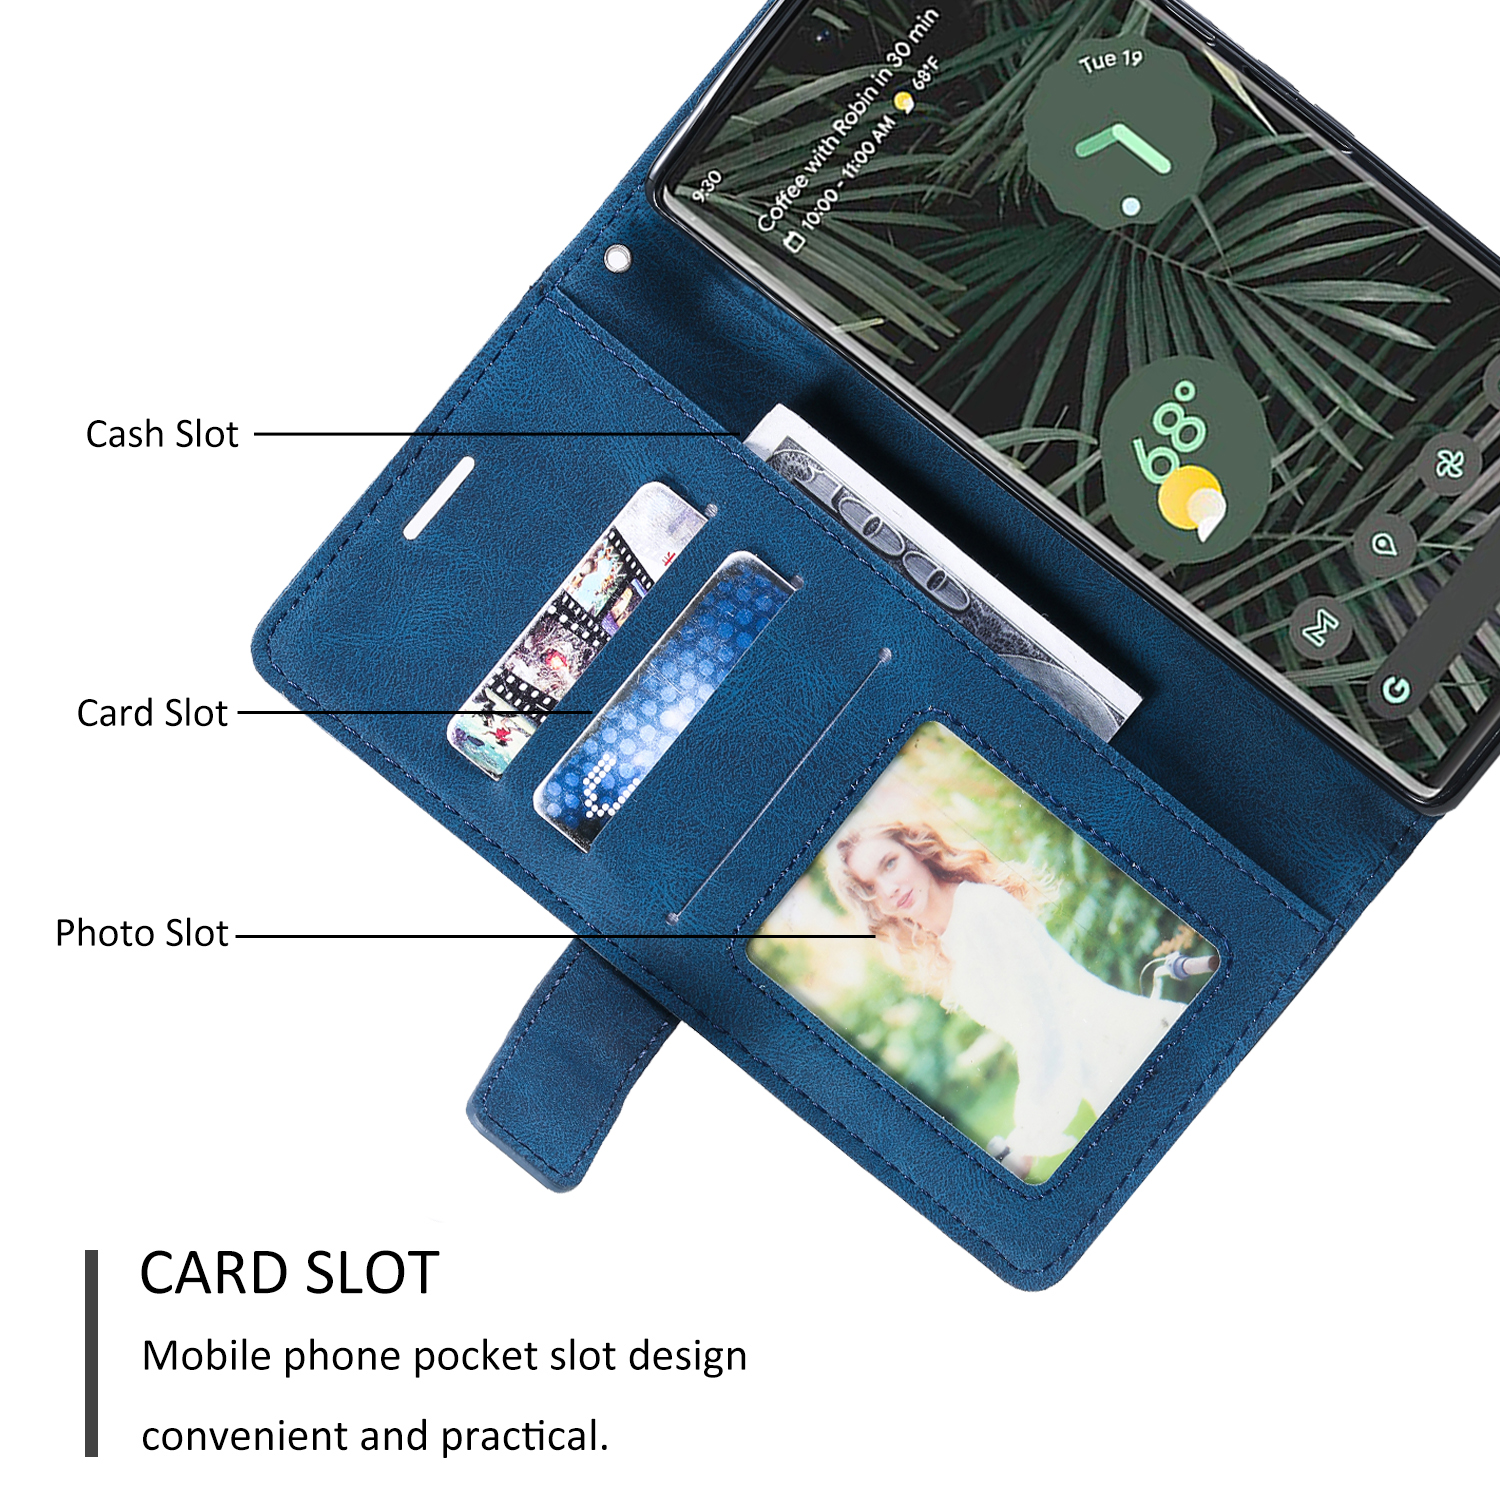 9:30
Coffee with Robin in 30 min
10:00 - 11:00 AM 68°F
Tue 19
68°
M
G
100
Cash Slot
Card Slot
Photo Slot
CARD SLOT
Mobile phone pocket slot design
convenient and practical.